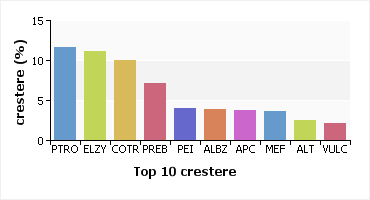 crestere (%)
15
10
5
0
PTRO ELZY COTR PREB PEI ALBZ APC MEF ALT VULC
Top 10 crestere